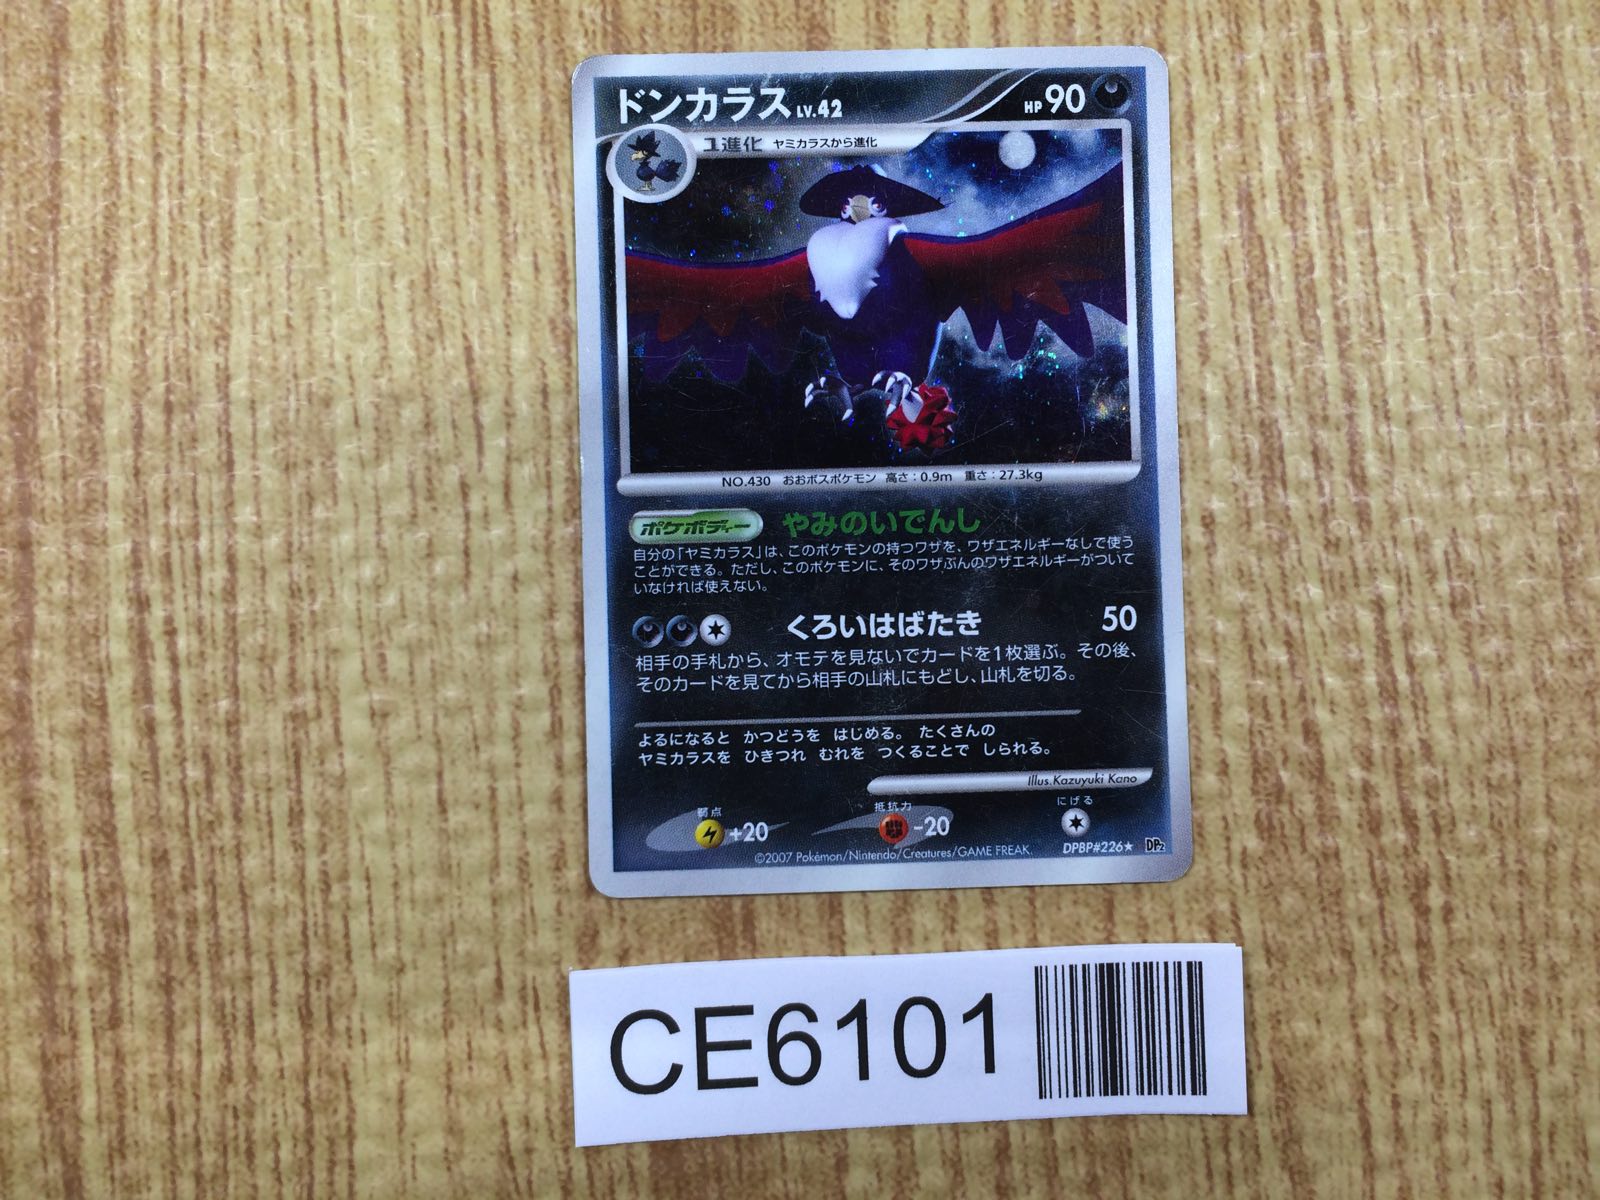 ドンカラス LV.42 HP 90
1進化 ヤミカラスから進化
NO.430 おおボスポケモン 高さ:0.9m 重さ:27.3kg
ポケボディー やみのいでんし
自分の「ヤミカラス」は、このポケモンの持つワザを、ワザエネルギーなしで使う
ことができる。ただし、このポケモンに、そのワザぶんのワザエネルギーがついて
いなければ使えない。
くろいはばたき 50
相手の手札から、オモテを見ないでカードを1枚選ぶ。その後、
そのカードを見てから相手の山札にもどし、山札を切る。
よるになると かつどうを はじめる。 たくさんの
ヤミカラスを ひきつれ むれを つくることで しられる。
Illus.Kazuyuki Kano
弱点 抵抗力 にげる
+20 -20
©2007 Pokémon/Nintendo/Creatures/GAME FREAK. DPBP#226★ DP2
CE6101